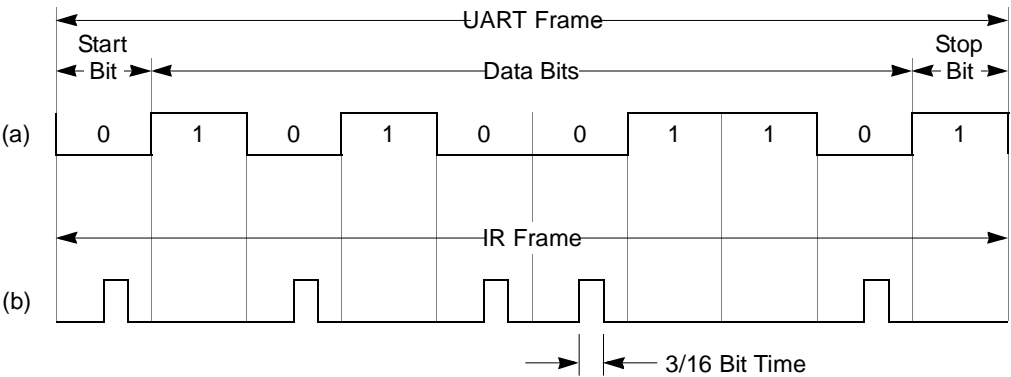 UART Frame
Start
Bit
Data Bits
Stop
Bit
(a)
0 1 0 1 0 0 1 1 0 1
IR Frame
(b)
3/16 Bit Time